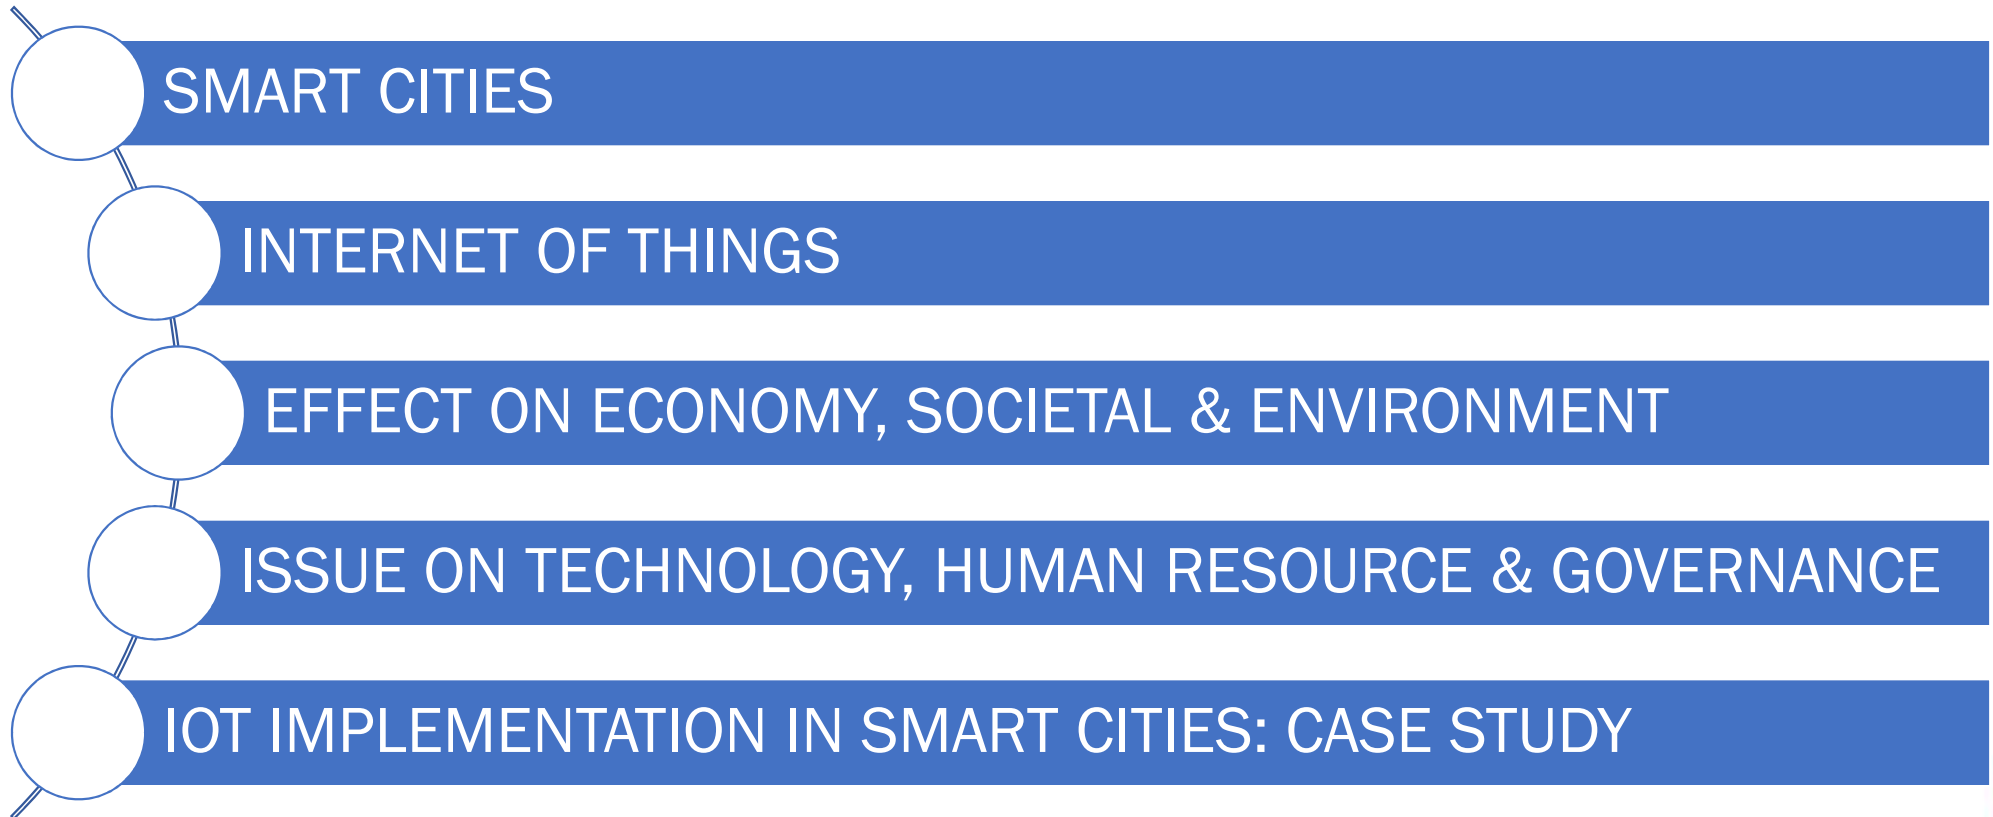 SMART CITIES
INTERNET OF THINGS
EFFECT ON ECONOMY, SOCIETAL & ENVIRONMENT
ISSUE ON TECHNOLOGY, HUMAN RESOURCE & GOVERNANCE
IOT IMPLEMENTATION IN SMART CITIES: CASE STUDY